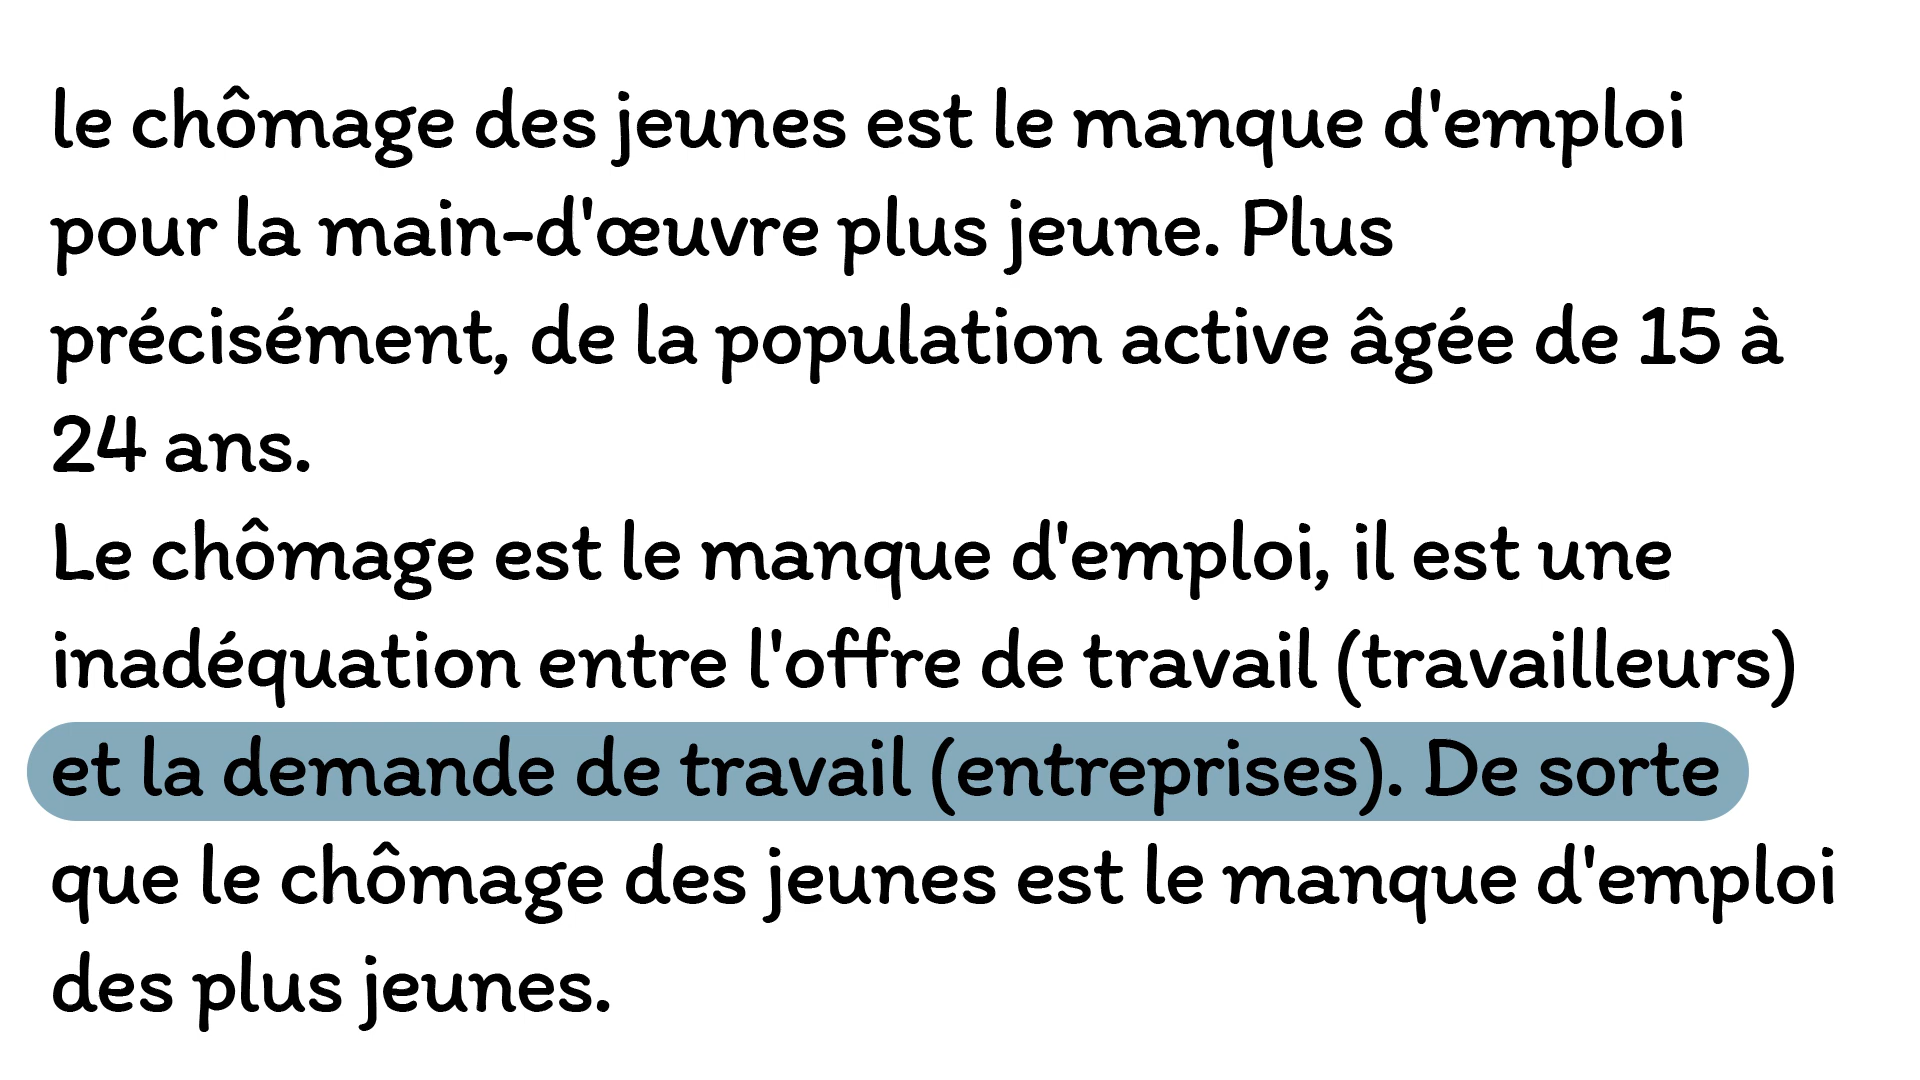 le chômage des jeunes est le manque d'emploi
pour la main-d'œuvre plus jeune. Plus
précisément, de la population active âgée de 15 à
24 ans.
Le chômage est le manque d'emploi, il est une
inadéquation entre l'offre de travail (travailleurs)
et la demande de travail (entreprises). De sorte
que le chômage des jeunes est le manque d'emploi
des plus jeunes.